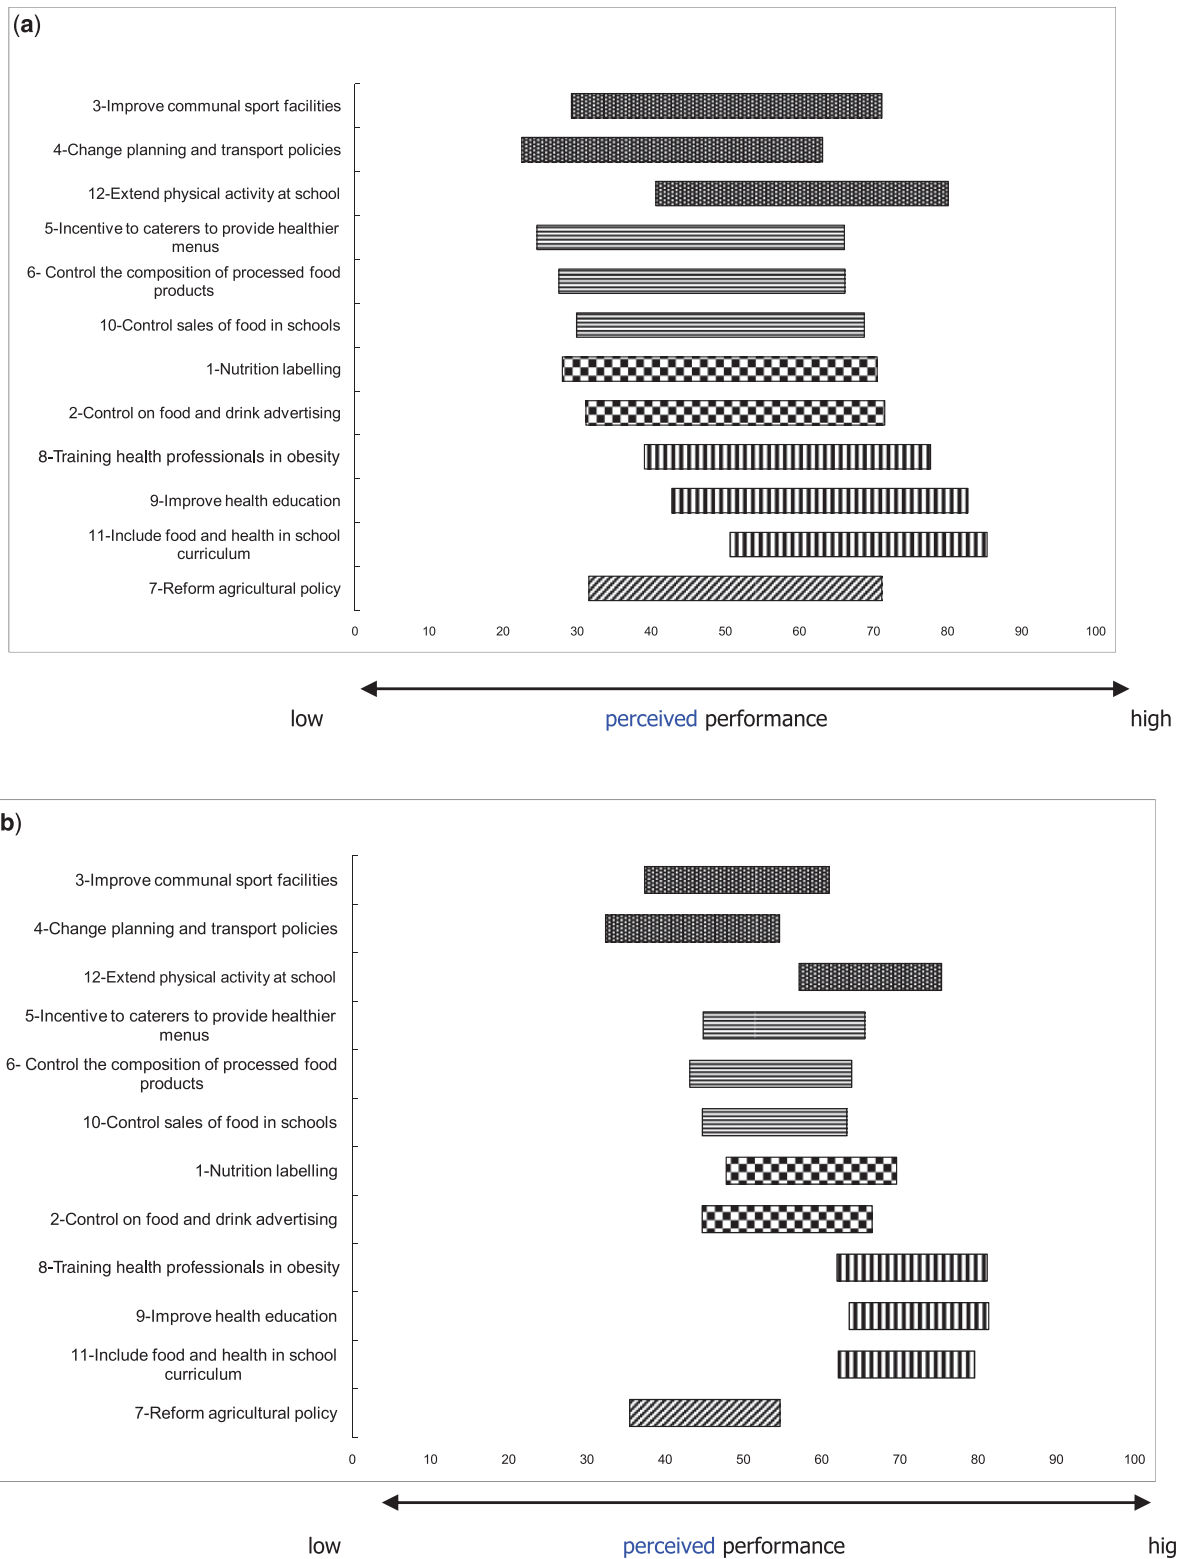 (a)
3-Improve communal sport facilities
4-Change planning and transport policies
12-Extend physical activity at school
5-Incentive to caterers to provide healthier
menus
6- Control the composition of processed food
products
10-Control sales of food in schools
1-Nutrition labelling
2-Control on food and drink advertising
8-Training health professionals in obesity
9-Improve health education
11-Include food and health in school
curriculum
7-Reform agricultural policy
0 10 20 30 40 50 60 70 80 90 100
low perceived performance high
b)
3-Improve communal sport facilities
4-Change planning and transport policies
12-Extend physical activity at school
5-Incentive to caterers to provide healthier
menus
6- Control the composition of processed food
products
10-Control sales of food in schools
1-Nutrition labelling
2-Control on food and drink advertising
8-Training health professionals in obesity
9-Improve health education
11-Include food and health in school
curriculum
7-Reform agricultural policy
0 10 20 30 40 50 60 70 80 90 100
low perceived performance hig